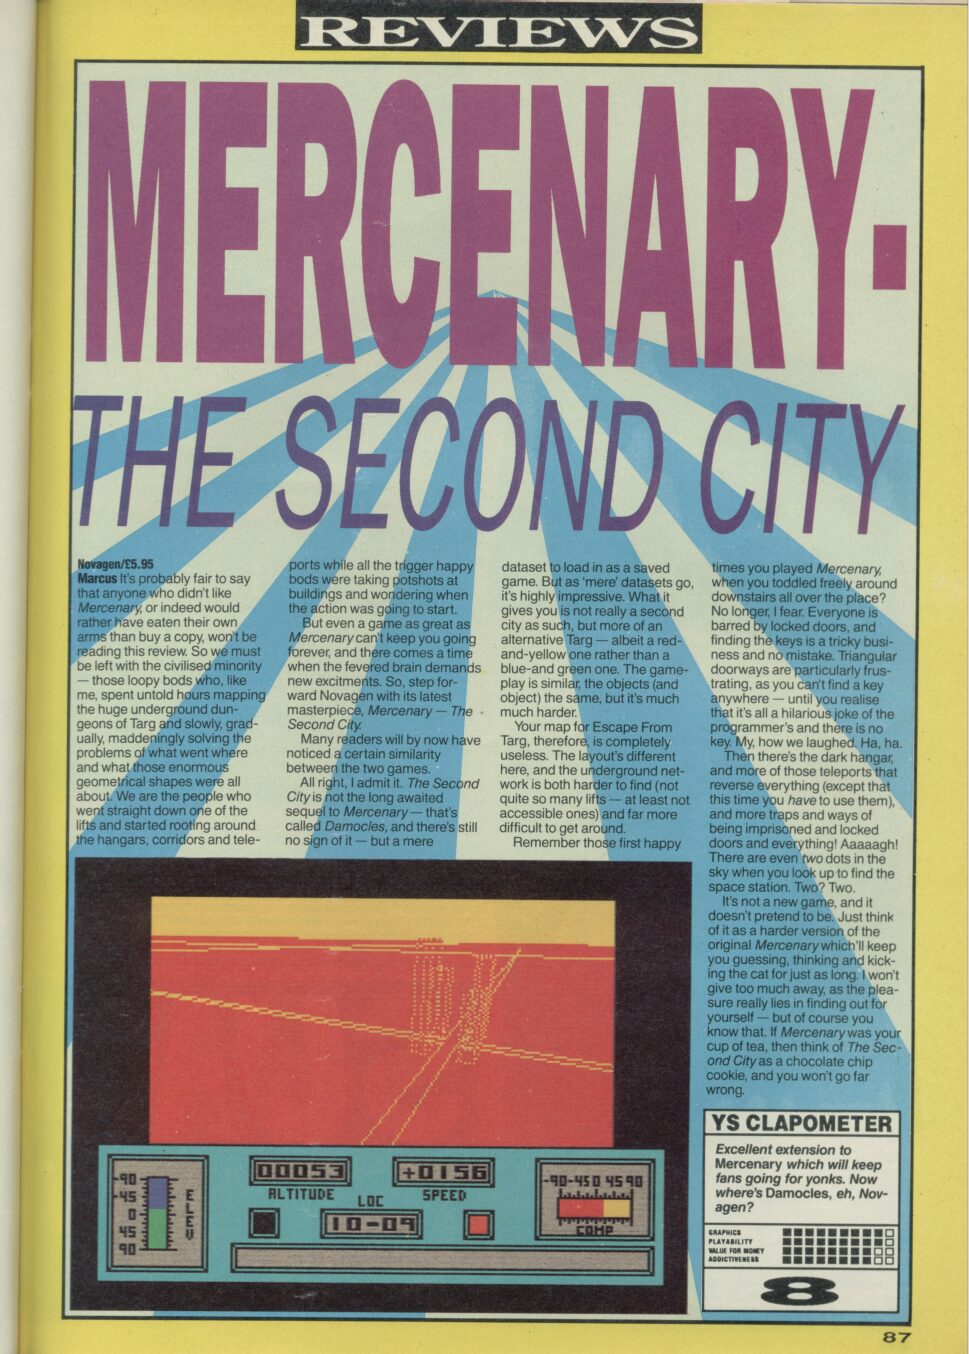 REVIEWS
MERCENARY-
THE SECOND CITY
Novagen/£5.95
Marcus It's probably fair to say
that anyone who didn't like
Mercenary, or indeed would
rather have eaten their own
arms than buy a copy, won't be
reading this review. So we must
be left with the civilised minority
— those loopy bods who, like
me, spent untold hours mapping
the huge underground dun-
geons of Targ and slowly, grad-
ually, maddeningly solving the
problems of what went where
and what those enormous
geometrical shapes were all
about. We are the people who
went straight down one of the
lifts and started rooting around
the hangars, corridors and tele-
ports while all the trigger happy
bods were taking potshots at
buildings and wondering when
the action was going to start.
But even a game as great as
Mercenary can't keep you going
forever, and there comes a time
when the fevered brain demands
new excitments. So, step for-
ward Novagen with its latest
masterpiece, Mercenary — The
Second City.
Many readers will by now have
noticed a certain similarity
between the two games.
All right, I admit it. The Second
City is not the long awaited
sequel to Mercenary — that's
called Damocles, and there's still
no sign of it — but a mere
dataset to load in as a saved
game. But as 'mere' datasets go,
it's highly impressive. What it
gives you is not really a second
city as such, but more of an
alternative Targ — albeit a red-
and-yellow one rather than a
blue-and green one. The game-
play is similar, the objects (and
object) the same, but it's much
much harder.
Your map for Escape From
Targ, therefore, is completely
useless. The layout's different
here, and the underground net-
work is both harder to find (not
quite so many lifts — at least not
accessible ones) and far more
difficult to get around.
Remember those first happy
times you played Mercenary,
when you toddled freely around
downstairs all over the place?
No longer, I fear. Everyone is
barred by locked doors, and
finding the keys is a tricky busi-
ness and no mistake. Triangular
doorways are particularly frus-
trating, as you can't find a key
anywhere — until you realise
that it's all a hilarious joke of the
programmer's and there is no
key. My, how we laughed. Ha, ha.
Then there's the dark hangar,
and more of those teleports that
reverse everything (except that
this time you have to use them),
and more traps and ways of
being imprisoned and locked
doors and everything! Aaaaagh!
There are even two dots in the
sky when you look up to find the
space station. Two? Two.
It's not a new game, and it
doesn't pretend to be. Just think
of it as a harder version of the
original Mercenary which'll keep
you guessing, thinking and kick-
ing the cat for just as long. I won't
give too much away, as the plea-
sure really lies in finding out for
yourself — but of course you
know that. If Mercenary was your
cup of tea, then think of The Sec-
ond City as a chocolate chip
cookie, and you won't go far
wrong.
-90
-45
0
45
90
ELEV
00053
ALTITUDE
+0156
SPEED
LOC
10-09
-90-45 0 45 90
COMP
YS CLAPOMETER
Excellent extension to
Mercenary which will keep
fans going for yonks. Now
where's Damocles, eh, Nov-
agen?
GRAPHICS
PLAYABILITY
VALUE FOR MONEY
ADDICTIVENESS
8
87